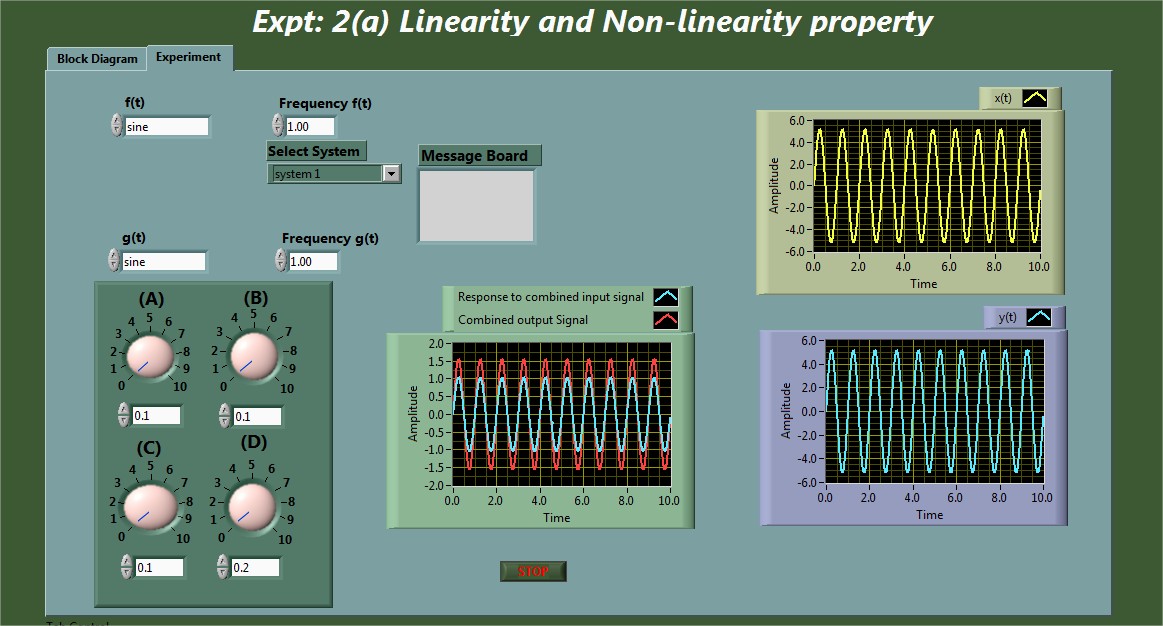 Expt: 2(a) Linearity and Non-linearity property
Block Diagram
Experiment
f(t)
sine
Frequency f(t)
1.00
Select System
system 1
Message Board
g(t)
sine
Frequency g(t)
1.00
(A)
0 1 2 3 4 5 6 7 8 9 10
0.1
(B)
0 1 2 3 4 5 6 7 8 9 10
0.1
(C)
0 1 2 3 4 5 6 7 8 9 10
0.1
(D)
0 1 2 3 4 5 6 7 8 9 10
0.2
Response to combined input signal
Combined output Signal
Amplitude
2.0
1.5
1.0
0.5
0.0
-0.5
-1.0
-1.5
-2.0
0.0 2.0 4.0 6.0 8.0 10.0
Time
STOP
x(t)
Amplitude
6.0
4.0
2.0
0.0
-2.0
-4.0
-6.0
0.0 2.0 4.0 6.0 8.0 10.0
Time
y(t)
Amplitude
6.0
4.0
2.0
0.0
-2.0
-4.0
-6.0
0.0 2.0 4.0 6.0 8.0 10.0
Time